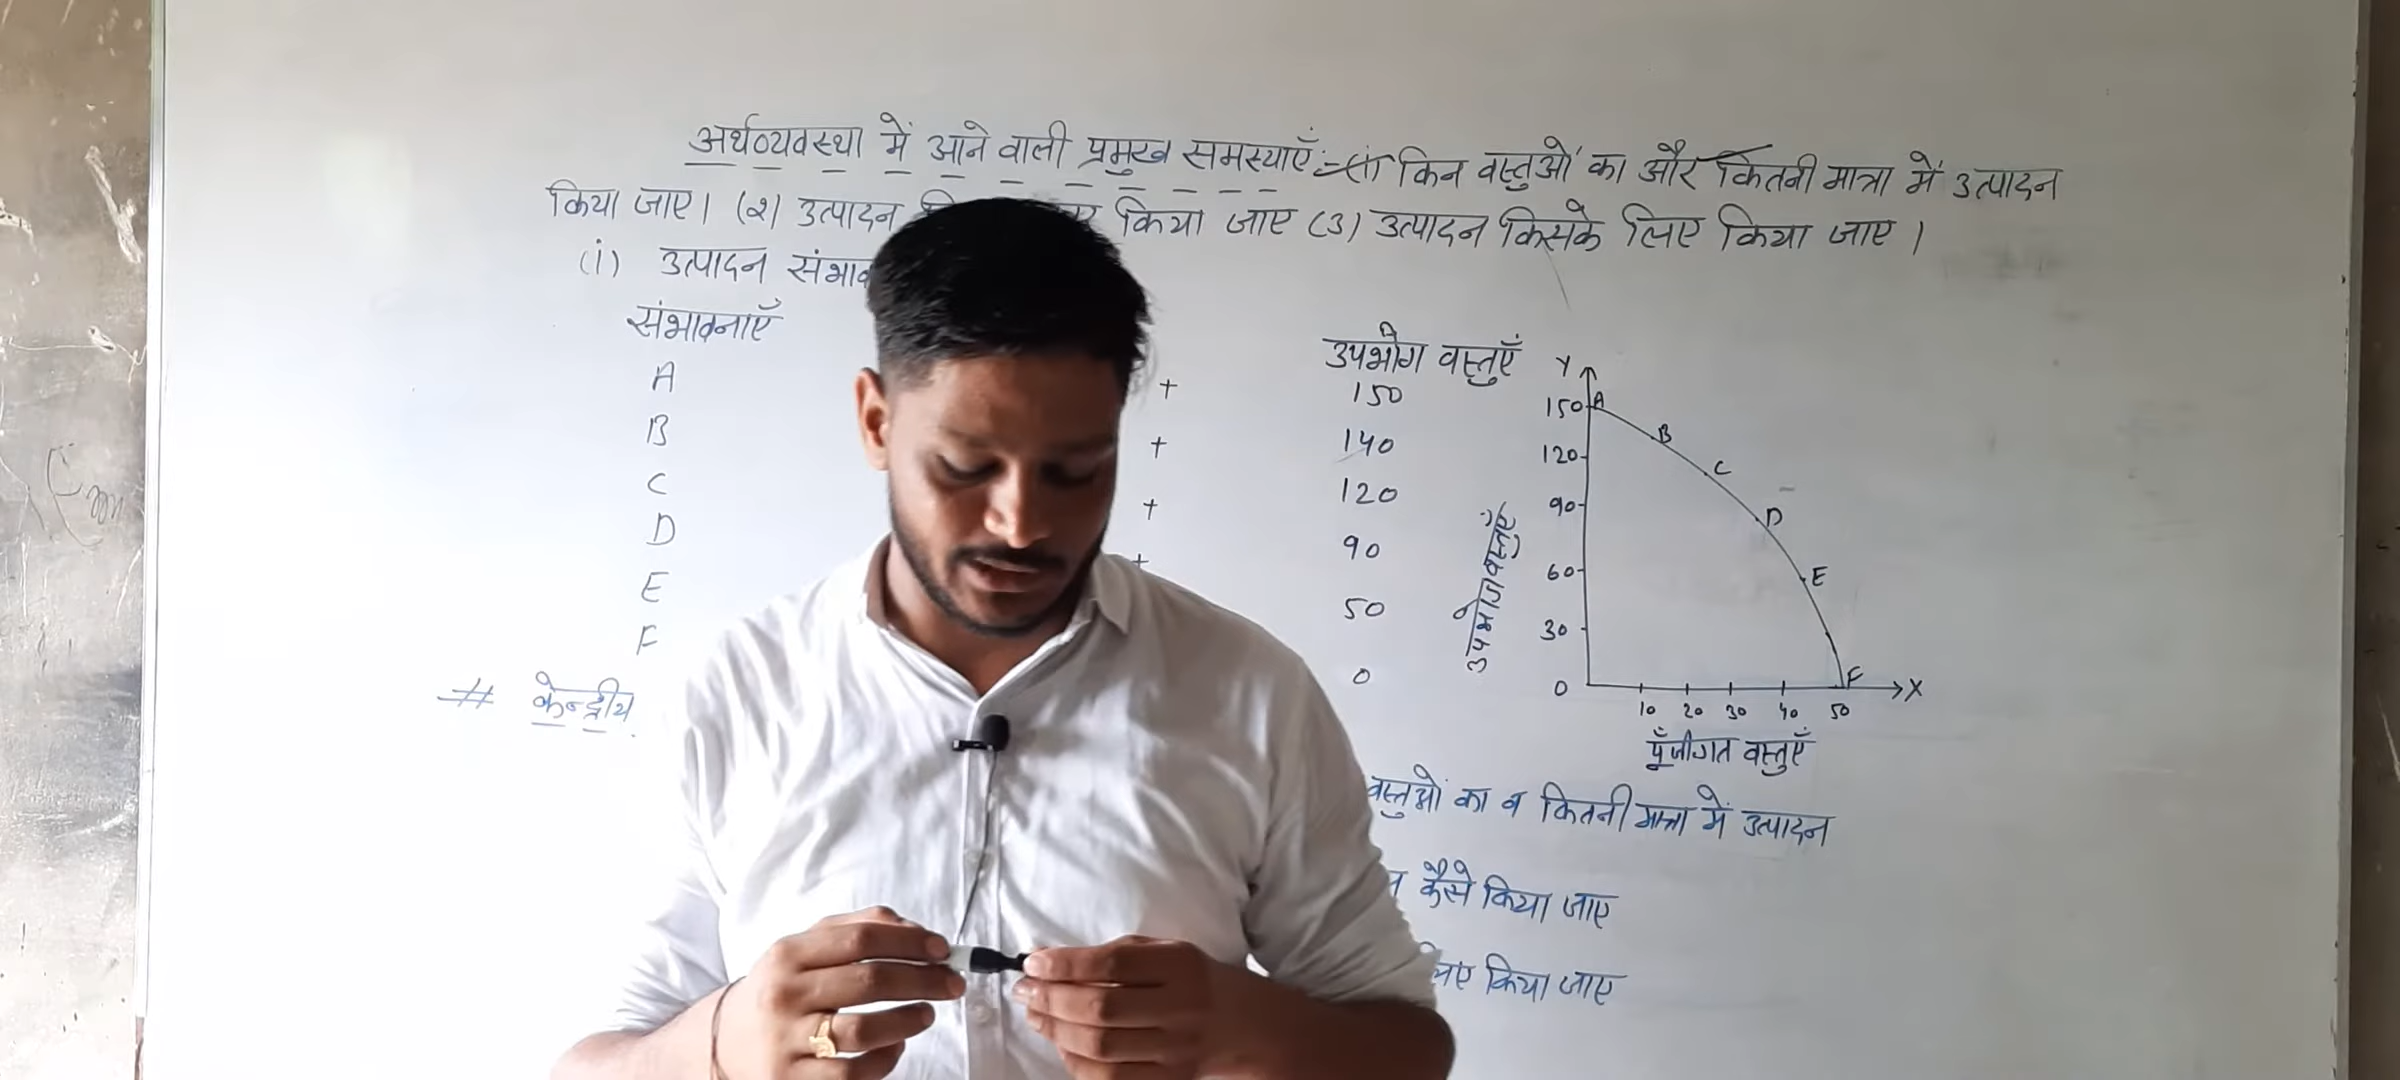 अर्थव्यवस्था में आने वाली प्रमुख समस्याएँ :- (1) किन वस्तुओं का और कितनी मात्रा में उत्पादन
किया जाए। (२) उत्पादन किया जाए (3) उत्पादन किसके लिए किया जाए ।
(i) उत्पादन
संभावनाएँ उपभोग वस्तुएँ
A + 150
B + 140
C + 120
D + 90
E 50
F 0
# केन्द्रीय
Y
150 A
B
120
C
90
D
60
E
30
0 F X
10 20 30 40 50
उपभोग वस्तुएँ
पूँजीगत वस्तुएँ
वस्तुओं का व कितनी मात्रा में उत्पादन
कैसे किया जाए
किया जाए